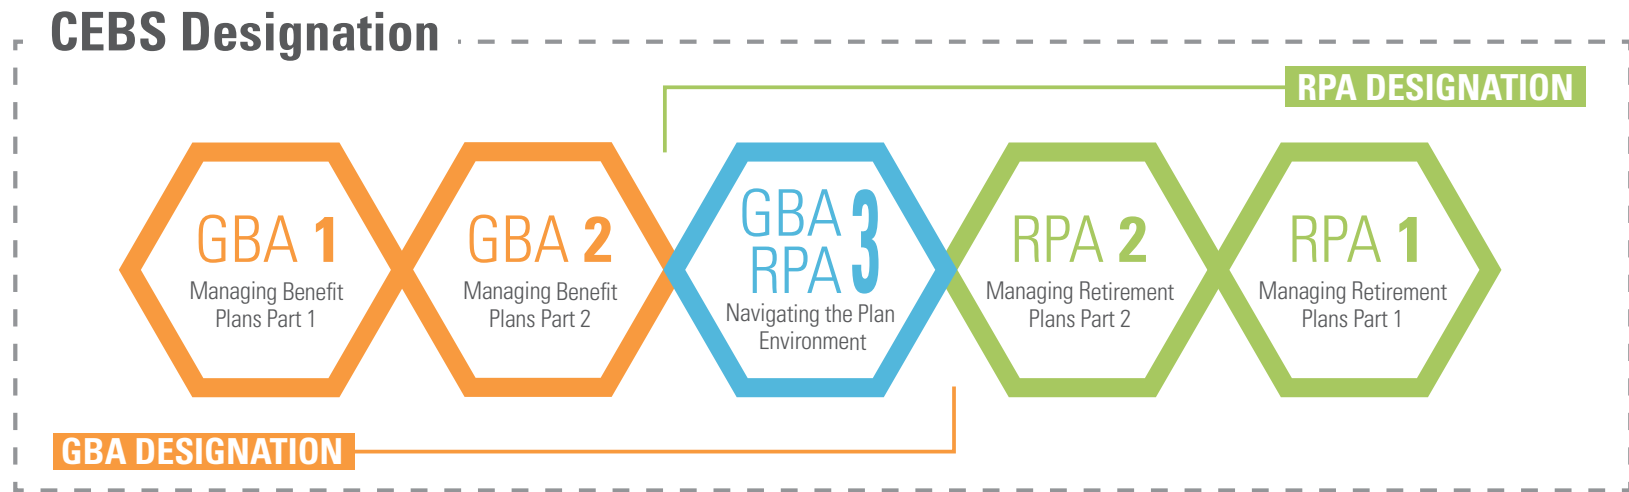 CEBS Designation
RPA DESIGNATION
GBA 1
Managing Benefit
Plans Part 1
GBA 2
Managing Benefit
Plans Part 2
GBA
RPA 3
Navigating the Plan
Environment
RPA 2
Managing Retirement
Plans Part 2
RPA 1
Managing Retirement
Plans Part 1
GBA DESIGNATION